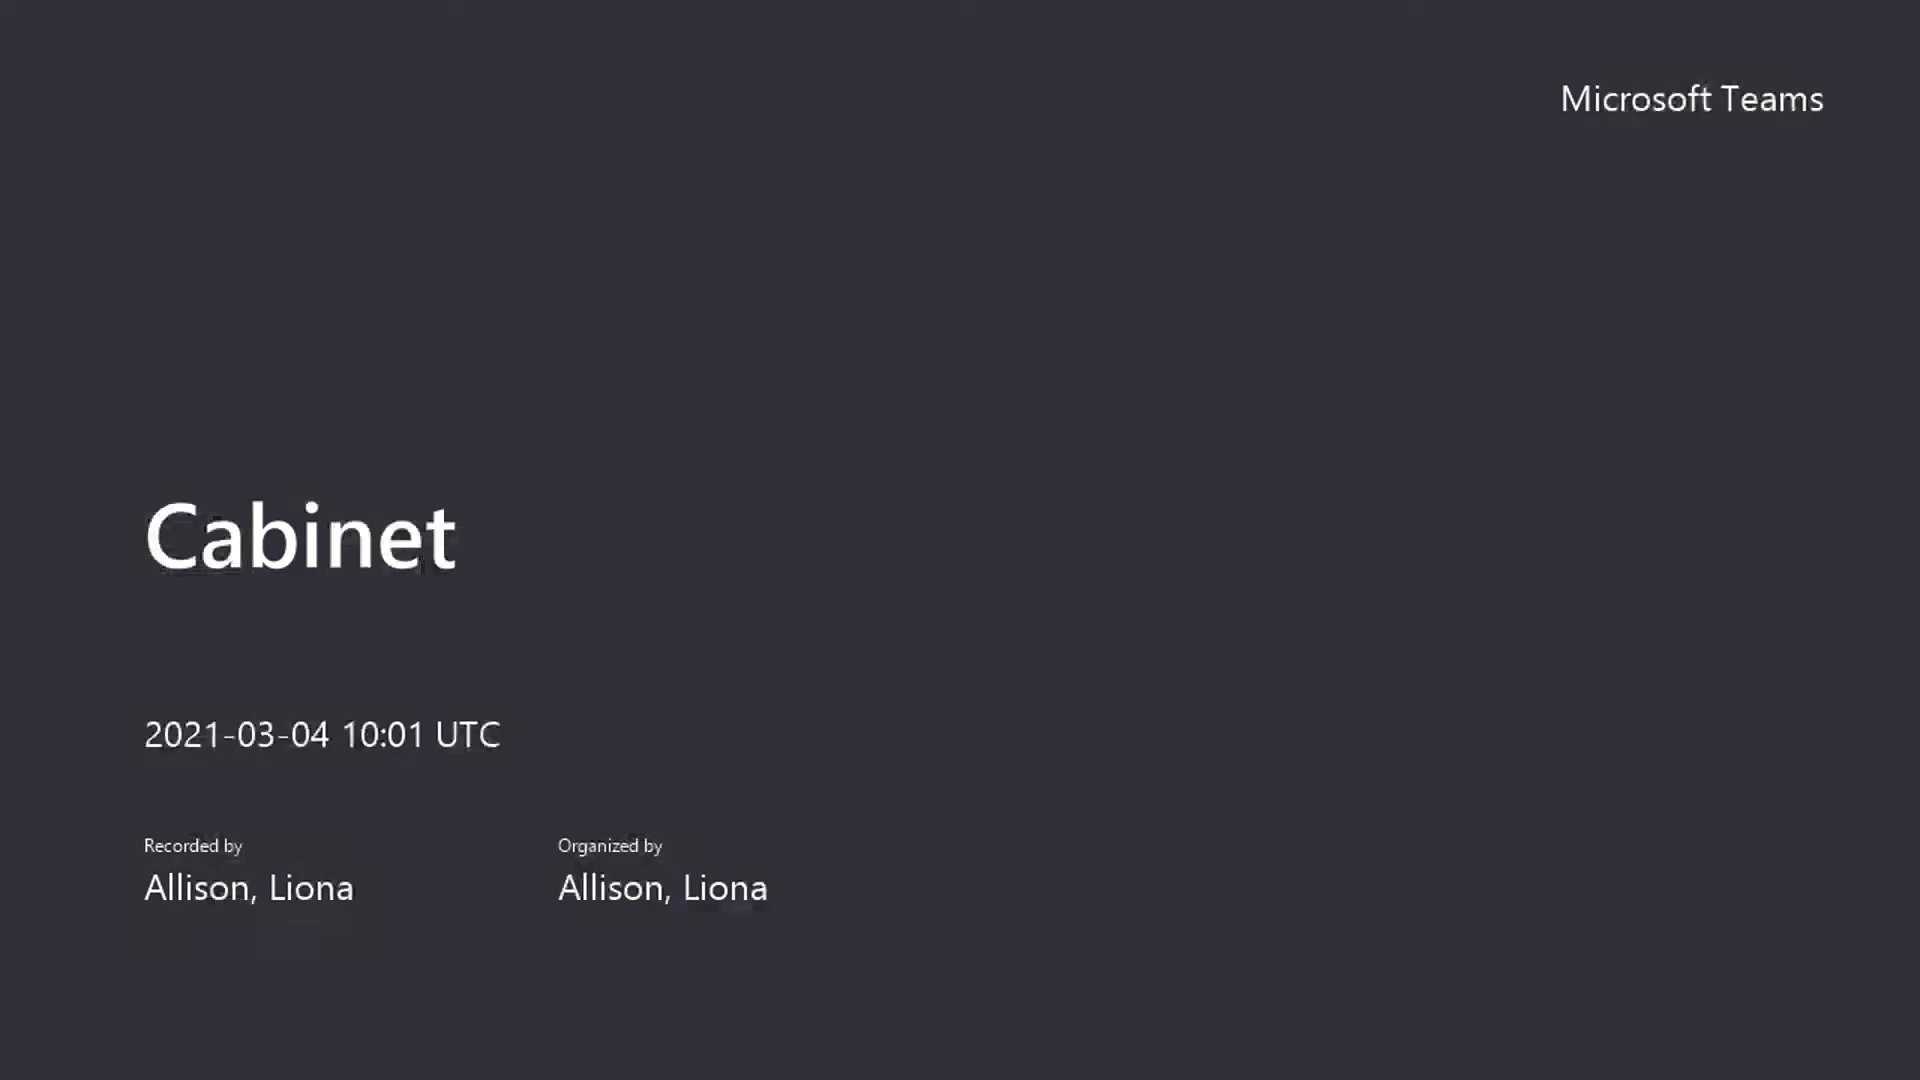 Microsoft Teams
Cabinet
2021-03-04 10:01 UTC
Recorded by
Allison, Liona
Organized by
Allison, Liona